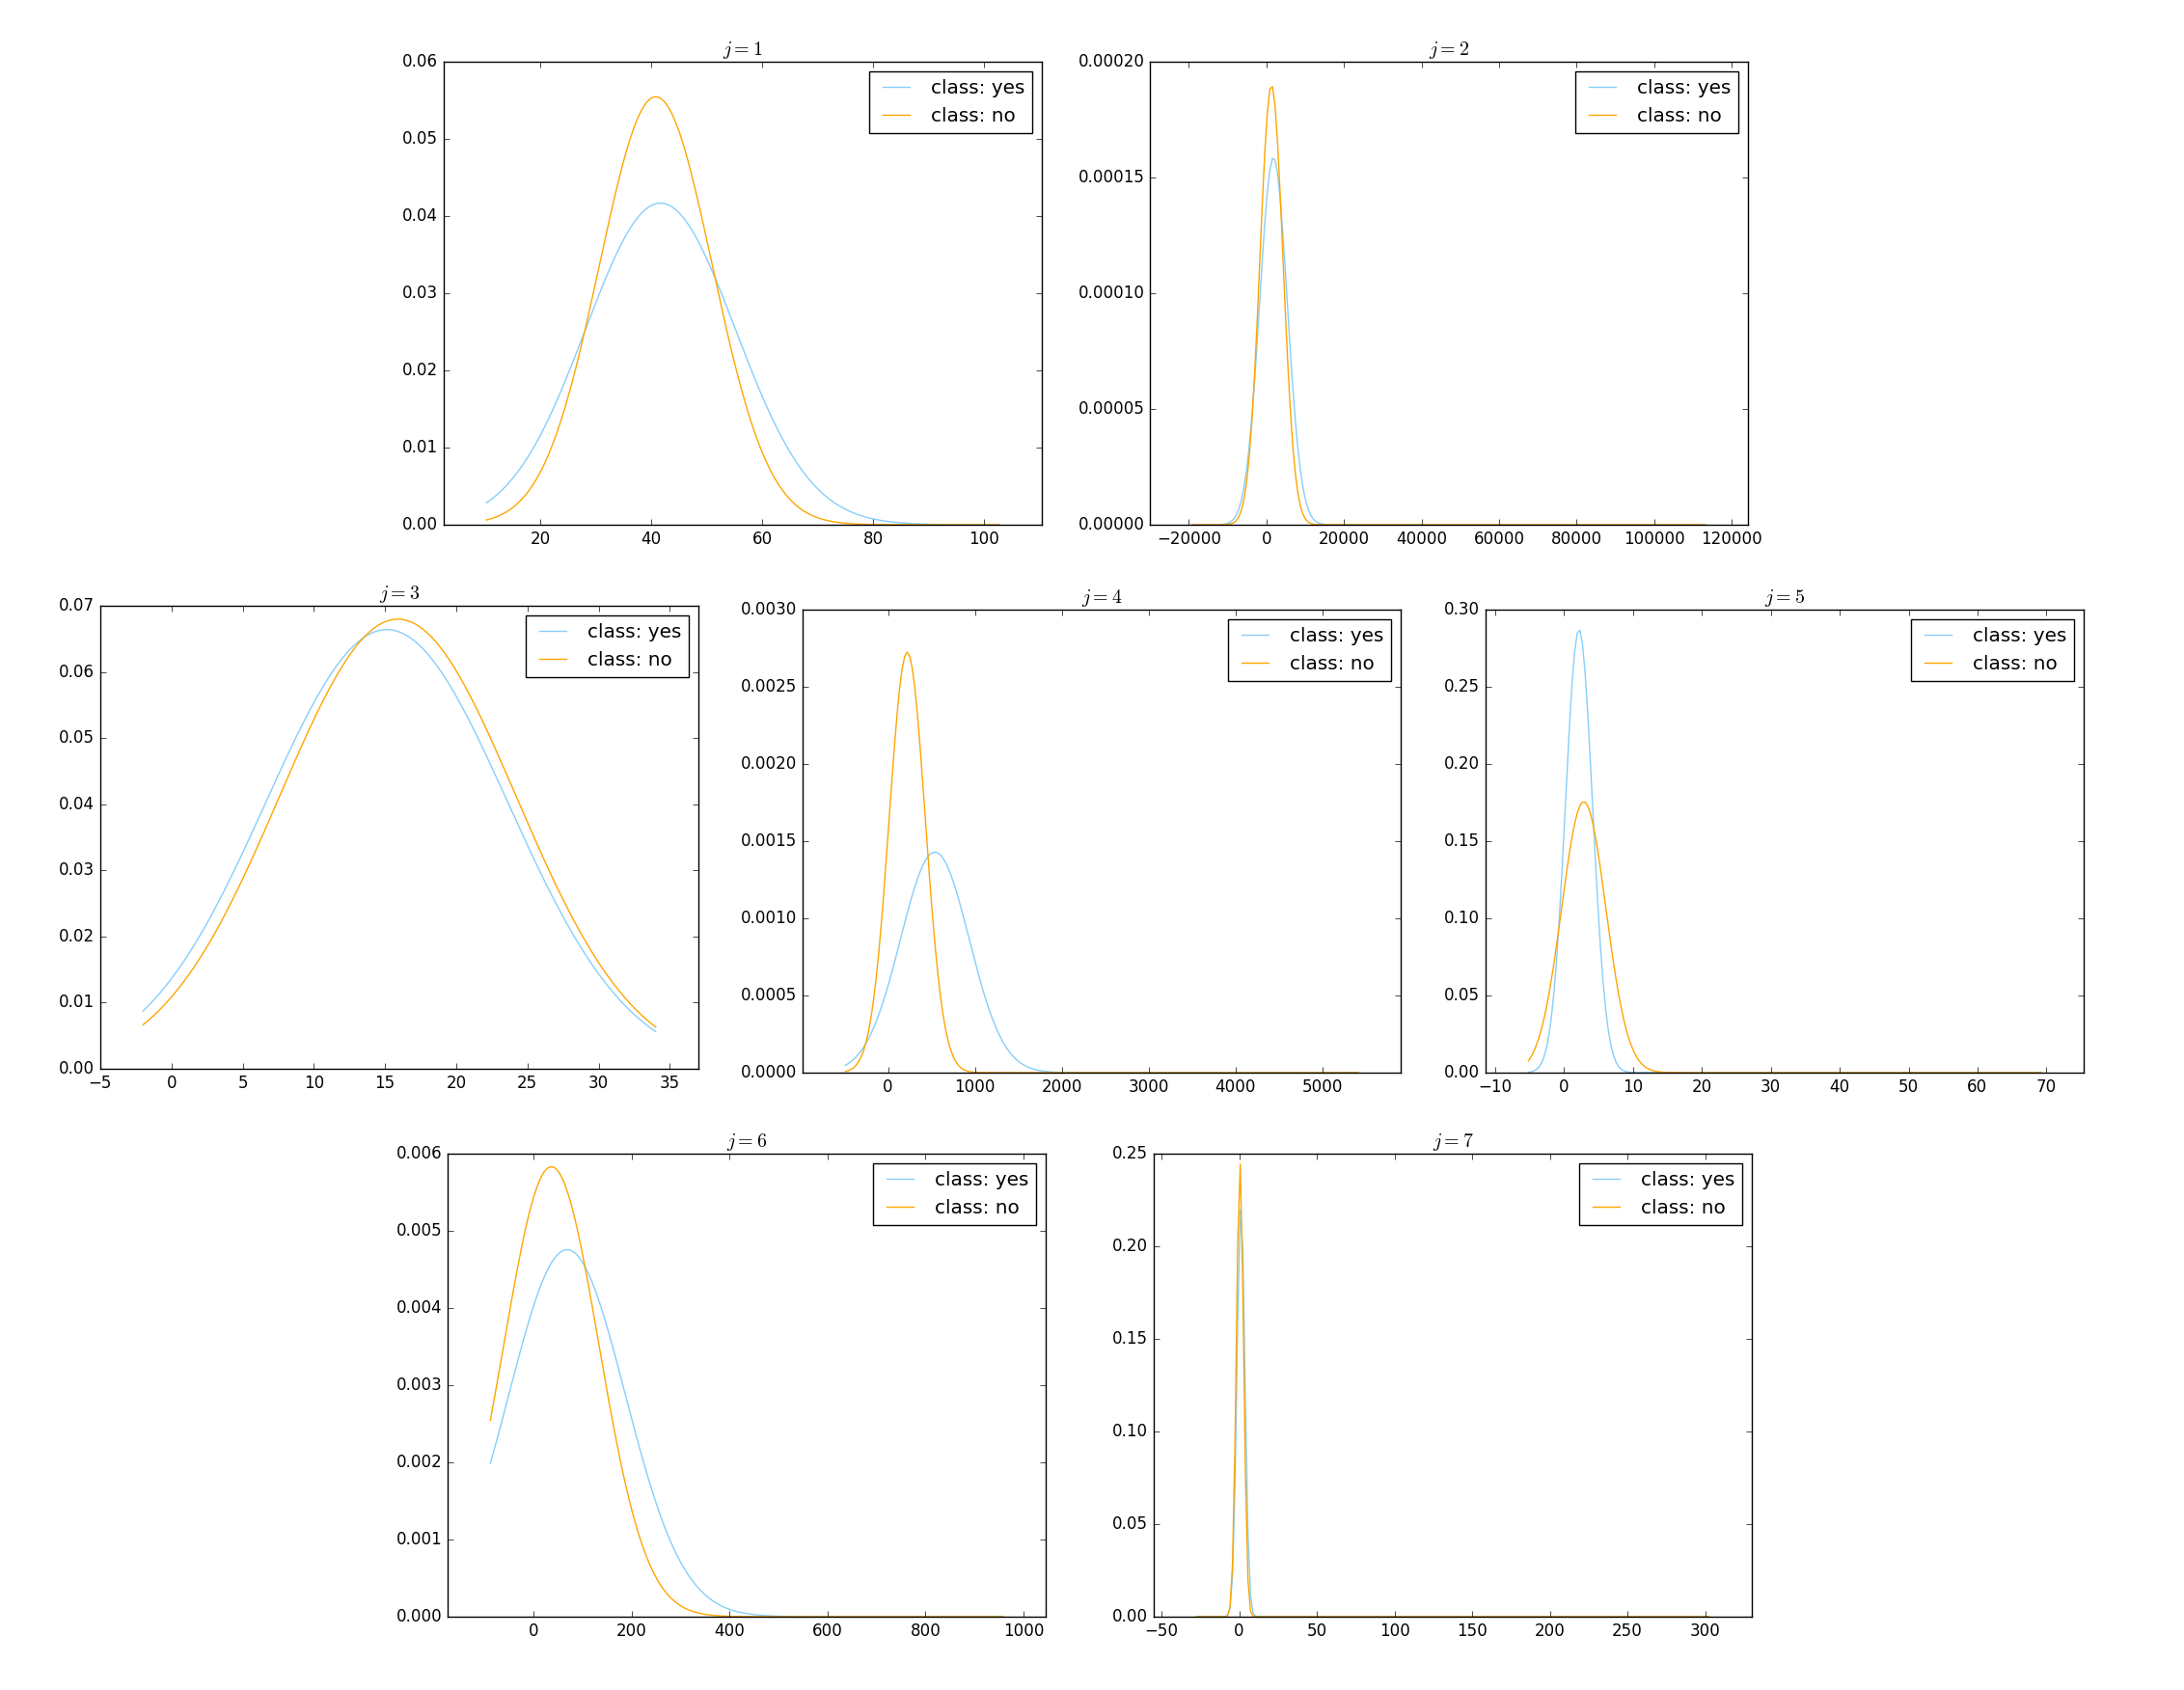 j = 1
0.06
0.05
0.04
0.03
0.02
0.01
0.00
20 40 60 80 100
class: yes
class: no
j = 2
0.00020
0.00015
0.00010
0.00005
0.00000
−20000 0 20000 40000 60000 80000 100000 120000
class: yes
class: no
j = 3
0.07
0.06
0.05
0.04
0.03
0.02
0.01
0.00
−5 0 5 10 15 20 25 30 35
class: yes
class: no
j = 4
0.0030
0.0025
0.0020
0.0015
0.0010
0.0005
0.0000
0 1000 2000 3000 4000 5000
class: yes
class: no
j = 5
0.30
0.25
0.20
0.15
0.10
0.05
0.00
−10 0 10 20 30 40 50 60 70
class: yes
class: no
j = 6
0.006
0.005
0.004
0.003
0.002
0.001
0.000
0 200 400 600 800 1000
class: yes
class: no
j = 7
0.25
0.20
0.15
0.10
0.05
0.00
−50 0 50 100 150 200 250 300
class: yes
class: no